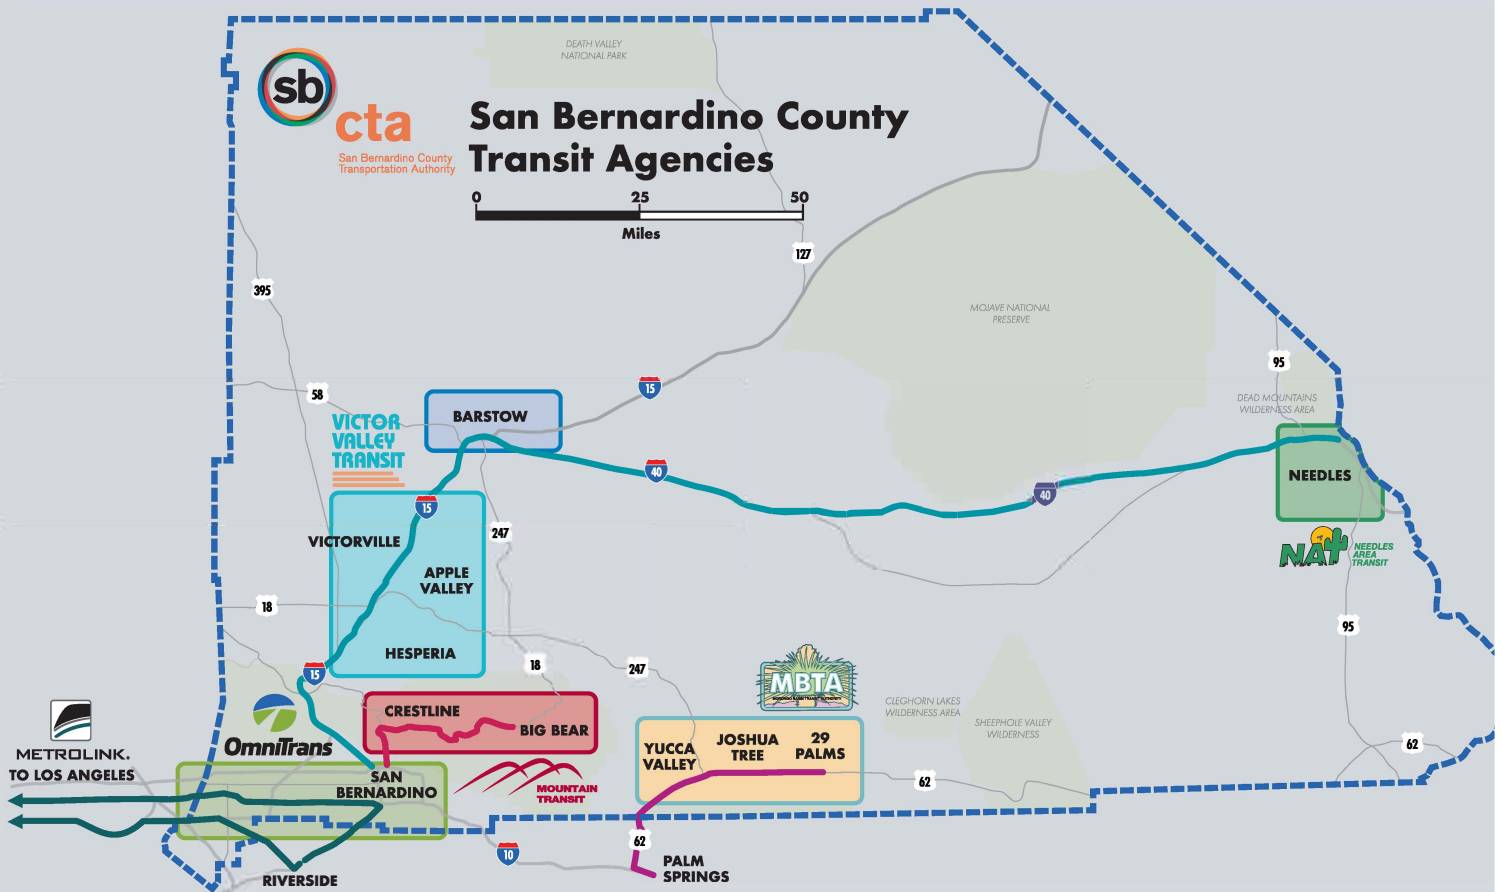 DEATH VALLEY
NATIONAL PARK
sb
cta
San Bernardino County
Transportation Authority
San Bernardino County
Transit Agencies
0 25 50
Miles
127
395
MOJAVE NATIONAL
PRESERVE
95
58
15
DEAD MOUNTAINS
WILDERNESS AREA
BARSTOW
VICTOR
VALLEY
TRANSIT
40
40
NEEDLES
15
247
VICTORVILLE
NAT
NEEDLES
AREA
TRANSIT
APPLE
VALLEY
18
95
HESPERIA
15
18
247
MBTA
CLEGHORN LAKES
WILDERNESS AREA
SHEEPHOLE VALLEY
WILDERNESS
CRESTLINE
BIG BEAR
OmniTrans
METROLINK.
TO LOS ANGELES
YUCCA
VALLEY
JOSHUA
TREE
29
PALMS
62
SAN
BERNARDINO
MOUNTAIN
TRANSIT
62
62
10
PALM
SPRINGS
RIVERSIDE